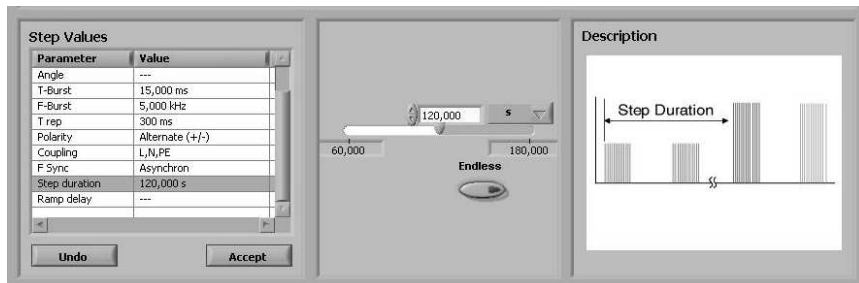 Step Values
Parameter Value
Angle ---
T-Burst 15,000 ms
F-Burst 5,000 kHz
T rep 300 ms
Polarity Alternate (+/-)
Coupling L,N,PE
F Sync Asynchron
Step duration 120,000 s
Ramp delay ---
Undo Accept
120,000 s
60,000 180,000
Endless
Description
Step Duration